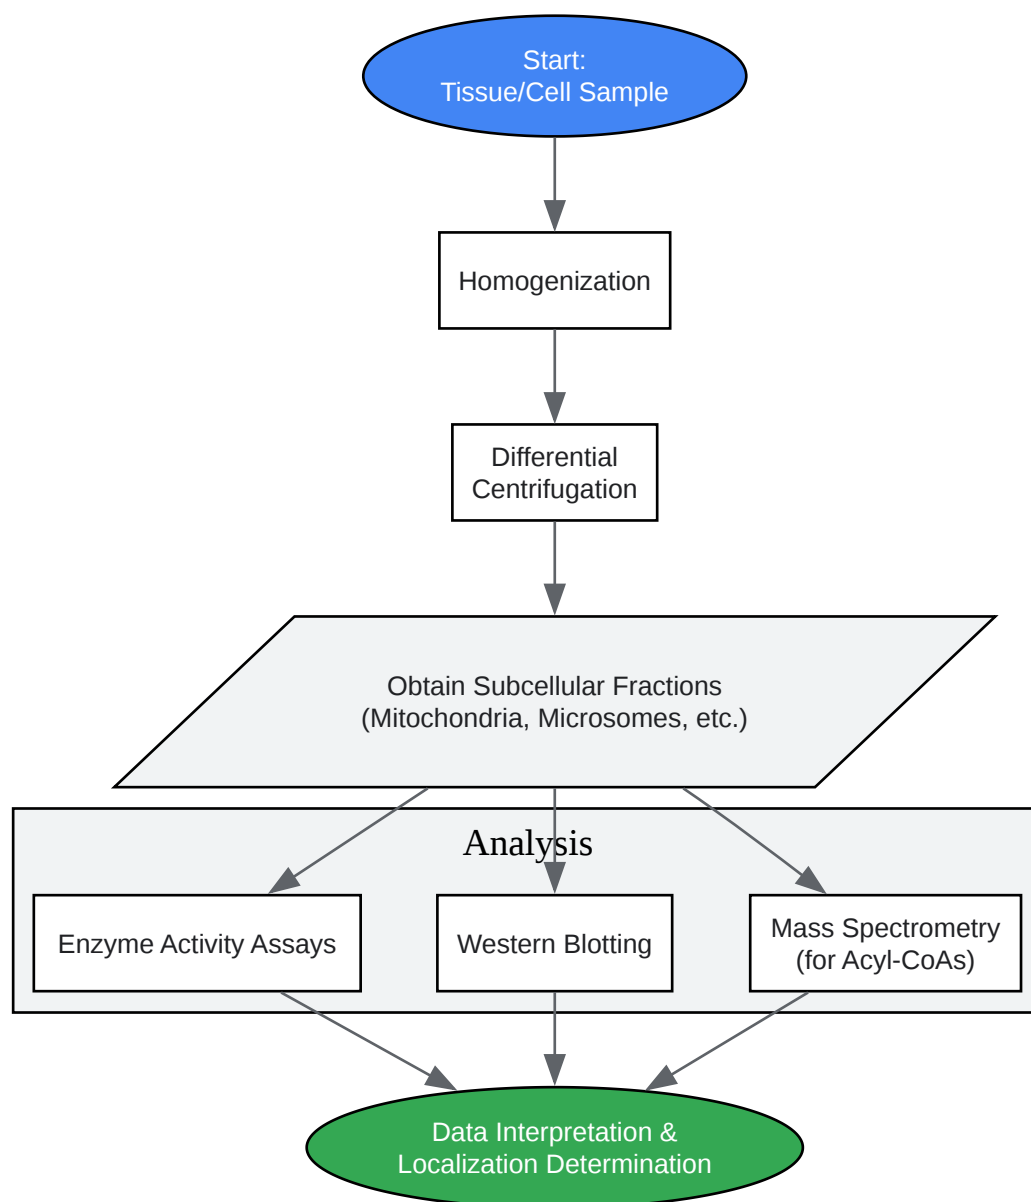 Start:
Tissue/Cell Sample
Homogenization
Differential
Centrifugation
Obtain Subcellular Fractions
(Mitochondria, Microsomes, etc.)
Analysis
Enzyme Activity Assays
Western Blotting
Mass Spectrometry
(for Acyl-CoAs)
Data Interpretation &
Localization Determination